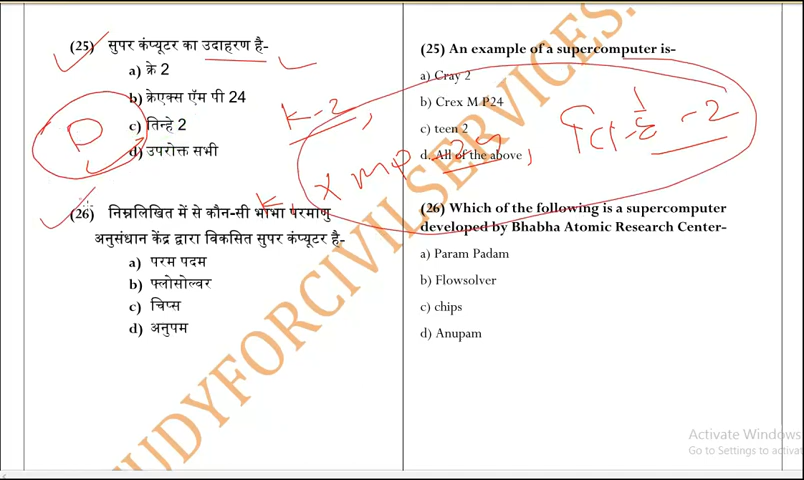 (25) सुपर कंप्यूटर का उदाहरण है-
a) क्रे 2
b) क्रेएक्स ऍम पी 24
c) तिन्हे 2
d) उपरोक्त सभी
(26) निम्नलिखित में से कौन-सी भाभा परमाणु
अनुसंधान केंद्र द्वारा विकसित सुपर कंप्यूटर है-
a) परम पदम
b) फ्लोसोल्वर
c) चिप्स
d) अनुपम
(25) An example of a supercomputer is-
a) Cray 2
b) Crex M.P24
c) teen 2
d. All of the above
(26) Which of the following is a supercomputer
developed by Bhabha Atomic Research Center-
a) Param Padam
b) Flowsolver
c) chips
d) Anupam
D
K-2,
STUDYFORCIVILSERVICES.
Activate Windows
Go to Settings to activat